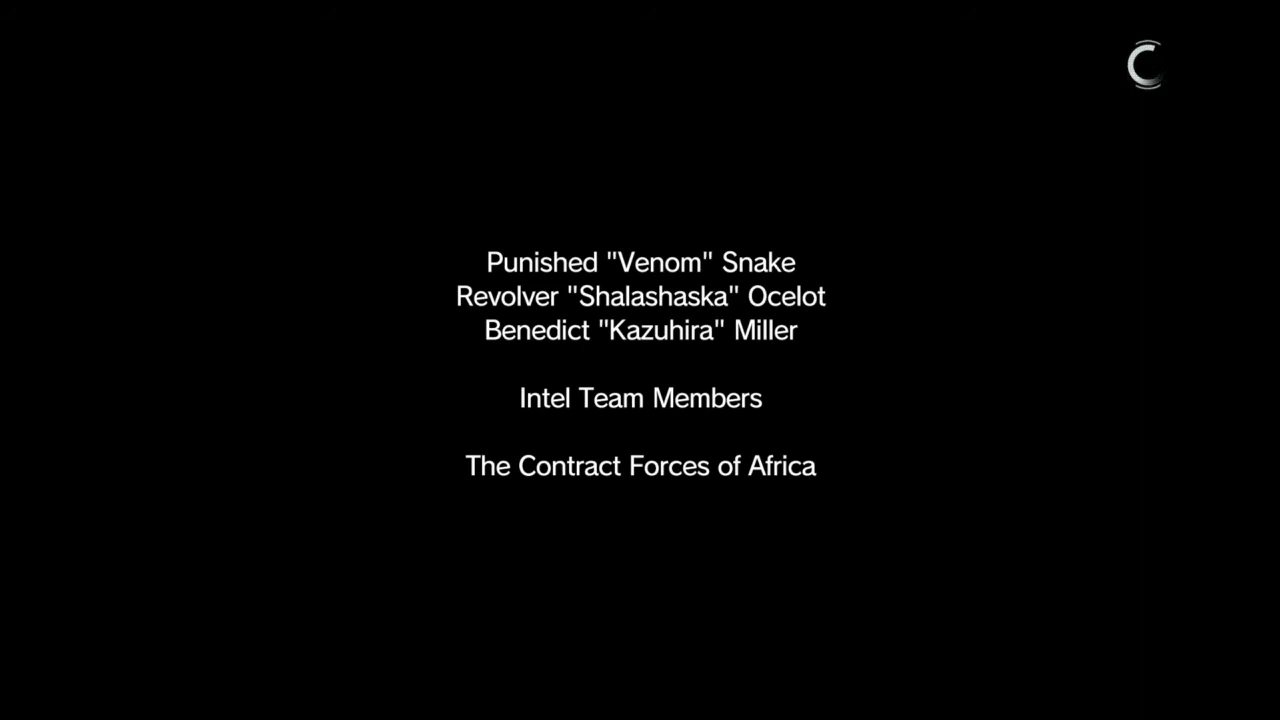 Punished "Venom" Snake
Revolver "Shalashaska" Ocelot
Benedict "Kazuhira" Miller
Intel Team Members
The Contract Forces of Africa